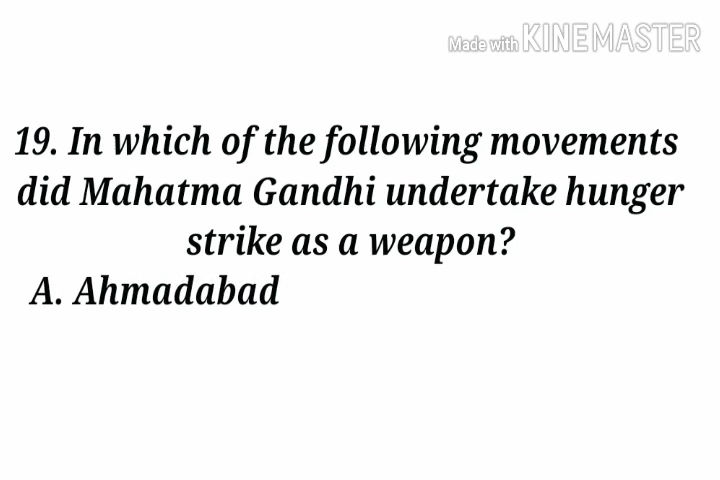 Made with KINEMASTER
19. In which of the following movements
did Mahatma Gandhi undertake hunger
strike as a weapon?
A. Ahmadabad